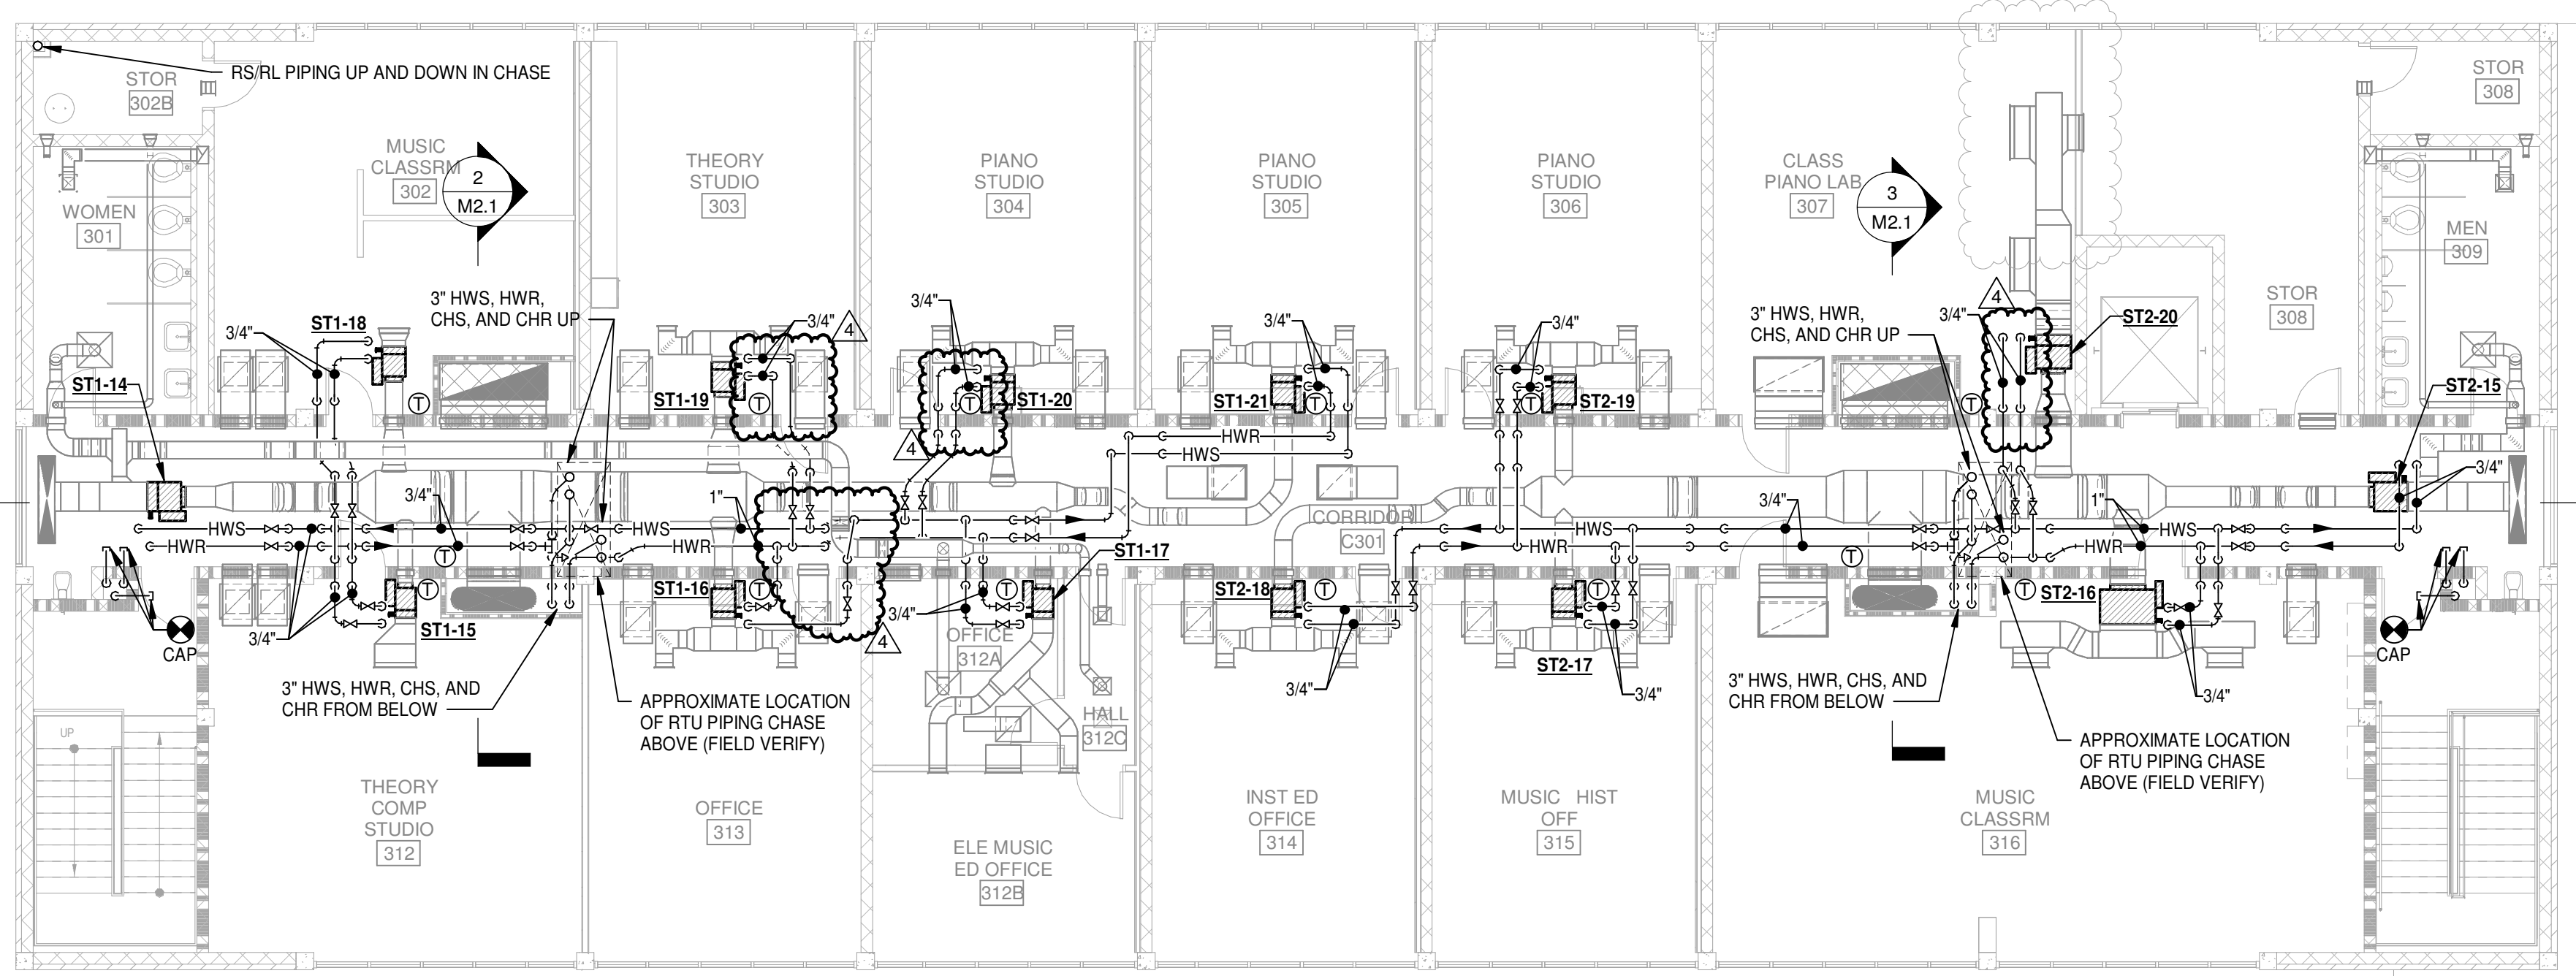 RS/RL PIPING UP AND DOWN IN CHASE
STOR
302B
STOR
308
MUSIC
CLASSRM
302
2
M2.1
THEORY
STUDIO
303
PIANO
STUDIO
304
PIANO
STUDIO
305
PIANO
STUDIO
306
CLASS
PIANO LAB
307
3
M2.1
WOMEN
301
MEN
309
STOR
308
3" HWS, HWR,
CHS, AND CHR UP
3" HWS, HWR,
CHS, AND CHR UP
3/4"
ST1-18
3/4"
4
3/4"
3/4"
3/4"
3/4"
4
ST2-20
ST1-14
ST1-19
T
T
T
ST1-20
ST1-21
T
T
ST2-19
T
ST2-15
4
HWR
HWS
3/4"
1"
3/4"
1"
3/4"
HWS
HWR
HWS
HWR
CORRIDOR
C301
HWS
HWR
HWS
HWR
T
T
T
ST1-15
ST1-16
T
T
ST1-17
ST2-18
T
T
ST2-17
T
ST2-16
3/4"
3/4"
4
3/4"
3/4"
3/4"
CAP
CAP
OFFICE
312A
HALL
312C
3" HWS, HWR, CHS, AND
CHR FROM BELOW
APPROXIMATE LOCATION
OF RTU PIPING CHASE
ABOVE (FIELD VERIFY)
3" HWS, HWR, CHS, AND
CHR FROM BELOW
APPROXIMATE LOCATION
OF RTU PIPING CHASE
ABOVE (FIELD VERIFY)
UP
THEORY
COMP
STUDIO
312
OFFICE
313
ELE MUSIC
ED OFFICE
312B
INST ED
OFFICE
314
MUSIC HIST
OFF
315
MUSIC
CLASSRM
316